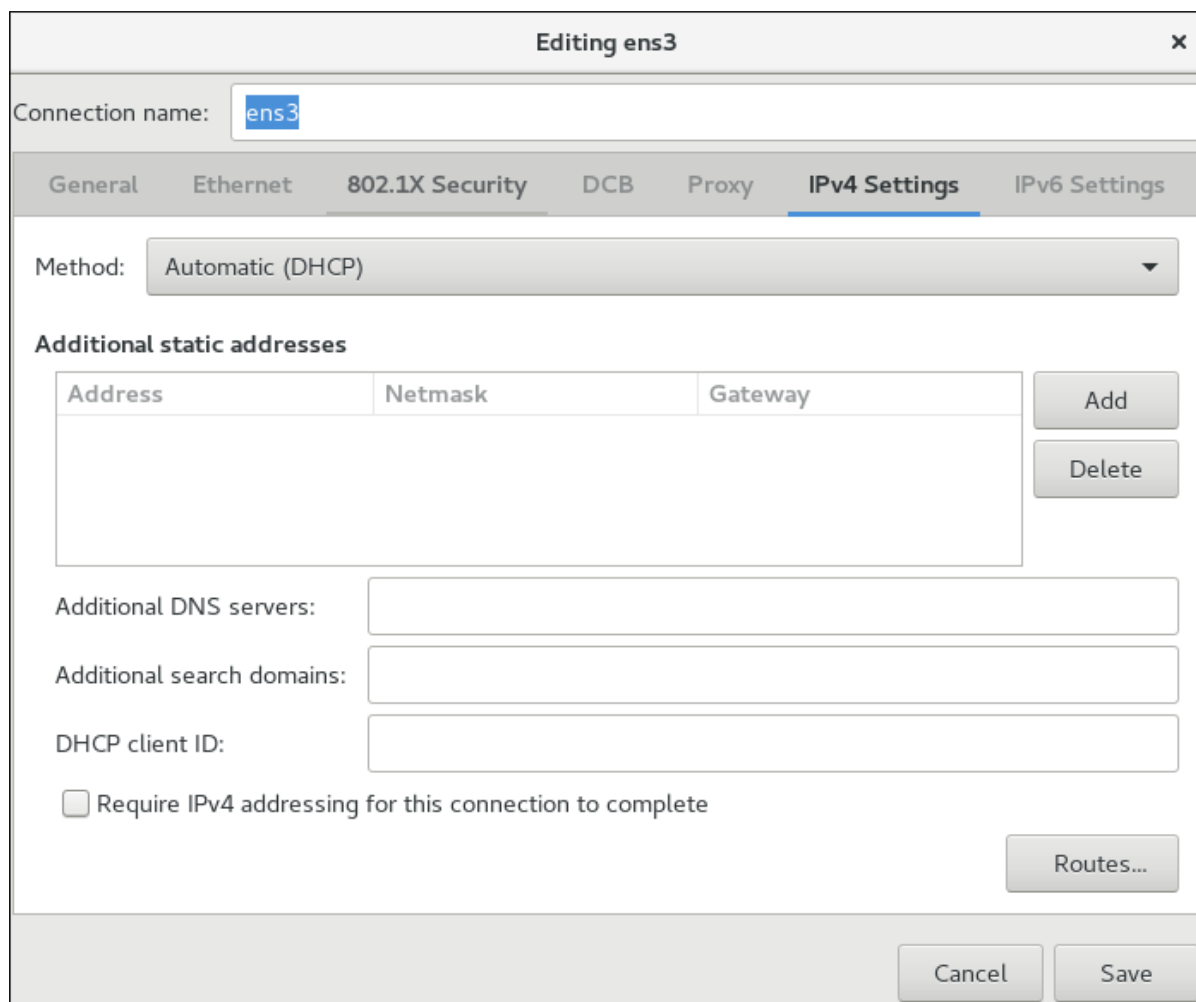 Editing ens3 ×
Connection name: ens3
General Ethernet 802.1X Security DCB Proxy IPv4 Settings IPv6 Settings
Method: Automatic (DHCP)
Additional static addresses
Address Netmask Gateway Add
Delete
Additional DNS servers:
Additional search domains:
DHCP client ID:
Require IPv4 addressing for this connection to complete
Routes...
Cancel Save